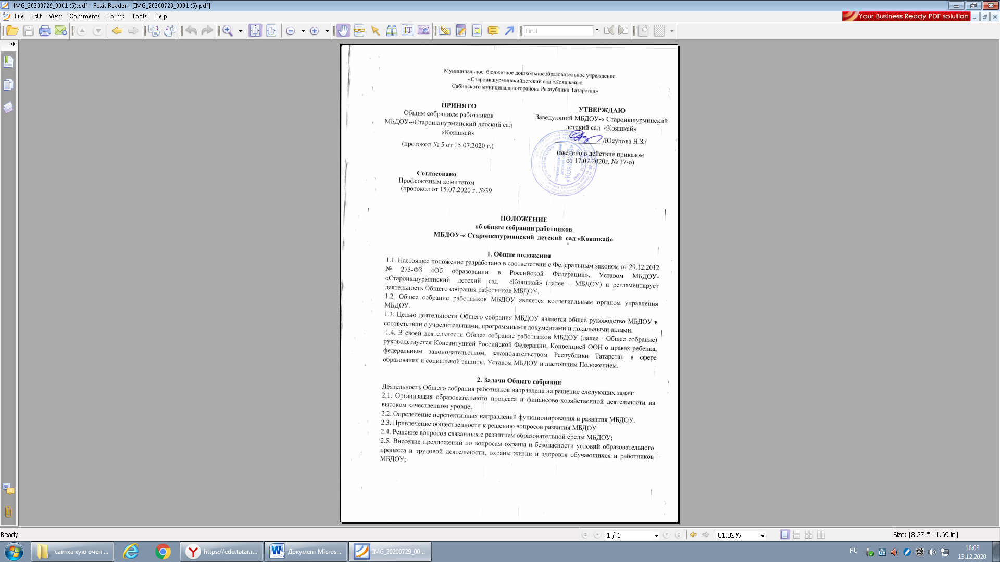 IMG_20200729_0001 (5).pdf - Foxit Reader - [IMG_20200729_0001 (5).pdf]
File Edit View Comments Forms Tools Help
Your Business Ready PDF solution
Find
Муниципальное бюджетное дошкольноеобразовательное учреждение
«Староикшурминскийдетский сад «Кояшкай»»
Сабинского муниципальногорайона Республики Татарстан»
ПРИНЯТО
Общим собранием работников
МБДОУ-«Староикшурминский детский сад
«Кояшкай»
(протокол № 5 от 15.07.2020 г.)
УТВЕРЖДАЮ
Заведующий МБДОУ-« Староикшурминский
детский сад «Кояшкай»
/Юсупова Н.З./
(введено в действие приказом
от 17.07.2020г. № 17-о)
Староикшурминский
детский сад
«Кояшкай»
Согласовано
Профсоюзным комитетом
(протокол от 15.07.2020 г. №39
ПОЛОЖЕНИЕ
об общем собрании работников
МБДОУ-« Староикшурминский детский сад «Кояшкай»
1. Общие положения
1.1. Настоящее положение разработано в соответствии с Федеральным законом от 29.12.2012
№ 273-ФЗ «Об образовании в Российской Федерации», Уставом МБДОУ-
«Староикшурминский детский сад «Кояшкай» (далее – МБДОУ) и регламентирует
деятельность Общего собрания работников МБДОУ.
1.2. Общее собрание работников МБДОУ является коллегиальным органом управления
МБДОУ.
1.3. Целью деятельности Общего собрания МБДОУ является общее руководство МБДОУ в
соответствии с учредительными, программными документами и локальными актами.
1.4. В своей деятельности Общее собрание работников МБДОУ (далее - Общее собрание)
руководствуется Конституцией Российской Федерации, Конвенцией ООН о правах ребенка,
федеральным законодательством, законодательством Республики Татарстан в сфере
образования и социальной защиты, Уставом МБДОУ и настоящим Положением.
2. Задачи Общего собрания
Деятельность Общего собрания работников направлена на решение следующих задач:
2.1. Организация образовательного процесса и финансово-хозяйственной деятельности на
высоком качественном уровне;
2.2. Определение перспективных направлений функционирования и развития МБДОУ.
2.3. Привлечение общественности к решению вопросов развития МБДОУ
2.4. Решение вопросов связанных с развитием образовательной среды МБДОУ;
2.5. Внесение предложений по вопросам охраны и безопасности условий образовательного
процесса и трудовой деятельности, охраны жизни и здоровья обучающихся и работников
МБДОУ;
Ready
1 / 1
81.82%
Size: [8.27 * 11.69 in]
саитка кую очен ...
https://edu.tatar.r...
Документ Micros...
IMG_20200729_00...
RU
16:03
13.12.2020